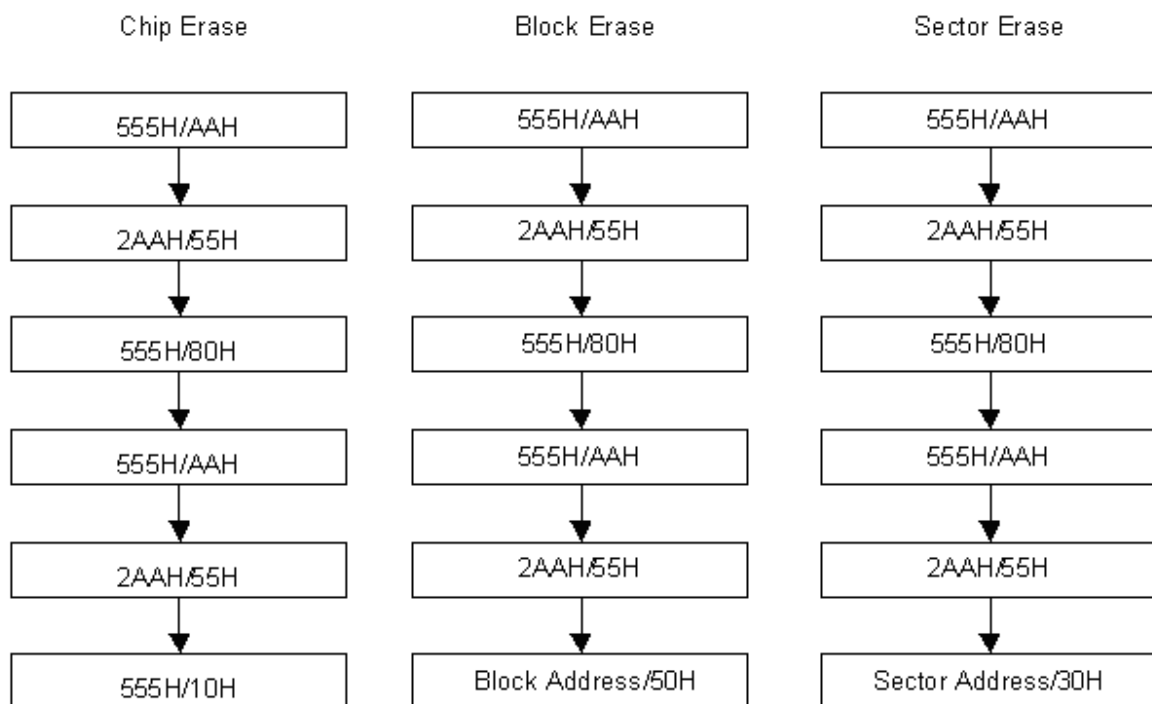 Chip Erase
555H/AAH
2AAH/55H
555H/80H
555H/AAH
2AAH/55H
555H/10H
Block Erase
555H/AAH
2AAH/55H
555H/80H
555H/AAH
2AAH/55H
Block Address/50H
Sector Erase
555H/AAH
2AAH/55H
555H/80H
555H/AAH
2AAH/55H
Sector Address/30H